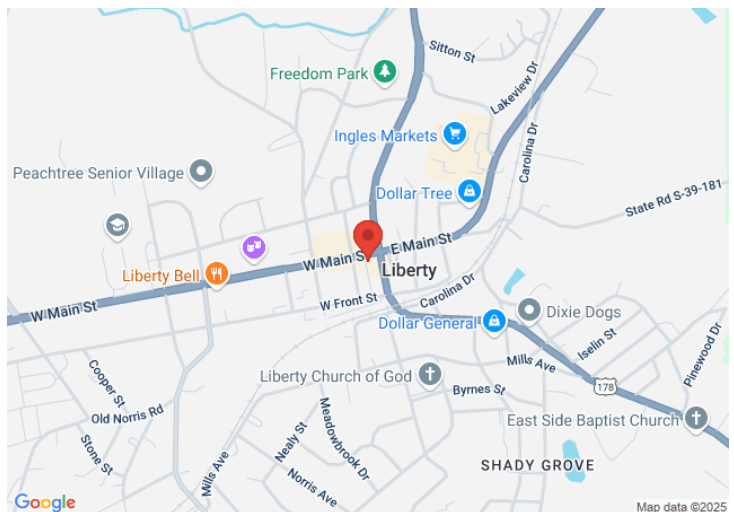 Sitton St
Freedom Park
Lakeview Dr
Carolina Dr
Ingles Markets
Peachtree Senior Village
Dollar Tree
State Rd S-39-181
W Main St
E Main St
Liberty
Liberty Bell
W Main St
W Front St
Carolina Dr
Dixie Dogs
Dollar General
Iselin St
Pinewood Dr
Mills Ave
Liberty Church of God
178
Byrnes St
Cooper St
Old Norris Rd
Meadowbrook Dr
East Side Baptist Church
Stone St
Nealy St
SHADY GROVE
Mills Ave
Norris Ave
Google
Map data ©2025